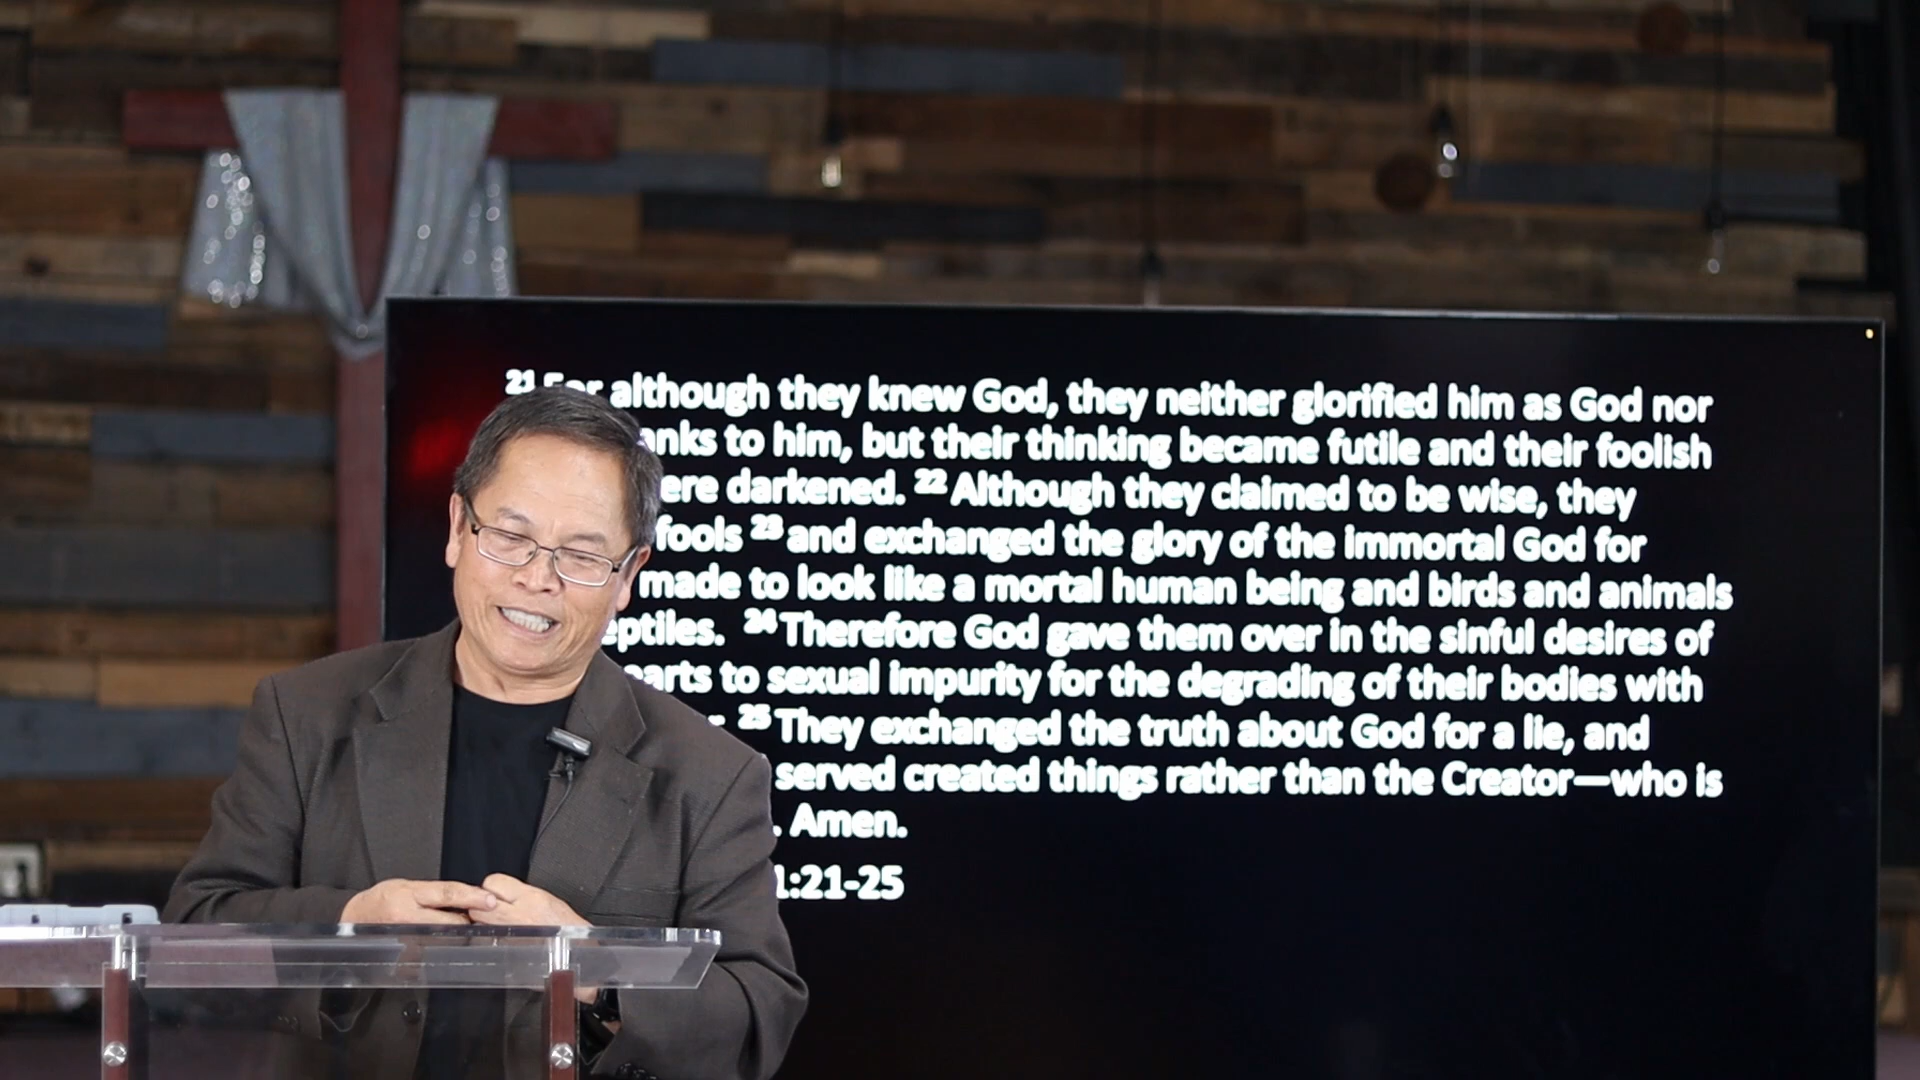 21 For although they knew God, they neither glorified him as God nor
to him, but their thinking became futile and their foolish
darkened. 22 Although they claimed to be wise, they
fools 23 and exchanged the glory of the immortal God for
made to look like a mortal human being and birds and animals
24 Therefore God gave them over in the sinful desires of
to sexual impurity for the degrading of their bodies with
25 They exchanged the truth about God for a lie, and
served created things rather than the Creator—who is
. Amen.
1:21-25